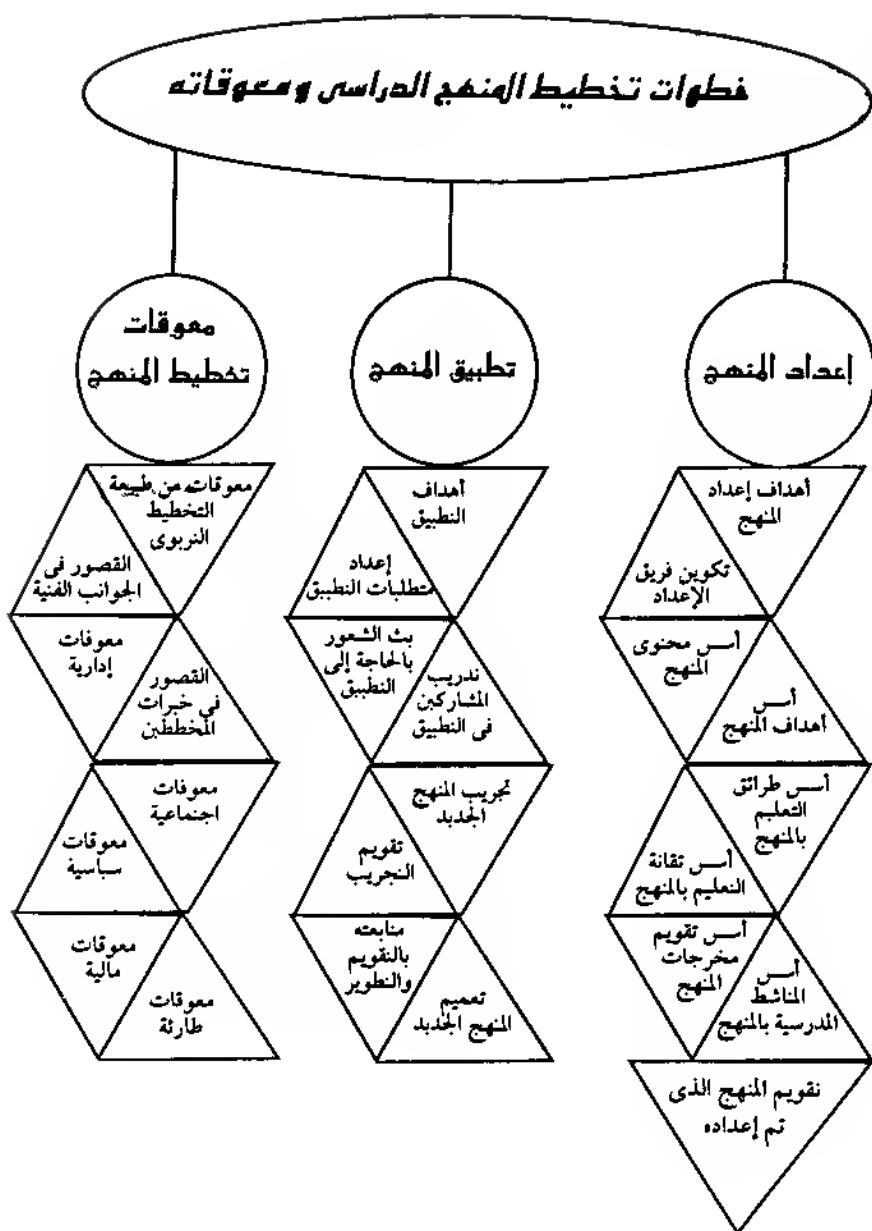 خطوات تخطيط المنهج الدراسى ومعوقاته
إعداد المنهج
أهداف إعداد
المنهج
تكوين فريق
الإعداد
أسس
أهداف المنهج
أسس محتوى
المنهج
أسس طرائق
التعليم
بالمنهج
أسس تقانة
التعليم بالمنهج
أسس
المناشط
المدرسية بالمنهج
أسس تقويم
مخرجات
المنهج
تقويم المنهج الذى
تم إعداده
تطبيق المنهج
أهداف
التطبيق
إعداد
متطلبات التطبيق
بث الشعور
بالحاجة إلى
التطبيق
تدريب
المشاركين
فى التطبيق
تجريب المنهج
الجديد
تقويم
التجريب
تعميم
المنهج الجديد
متابعته
بالتقويم
والتطوير
معوقات
تخطيط المنهج
معوقات من طبيعة
التخطيط
التربوى
القصور فى
الجوانب الفنية
القصور
في خبرات
المخططين
معوقات
إدارية
معوقات
اجتماعية
معوقات
سياسية
معوقات
مالية
معوقات
طارئة